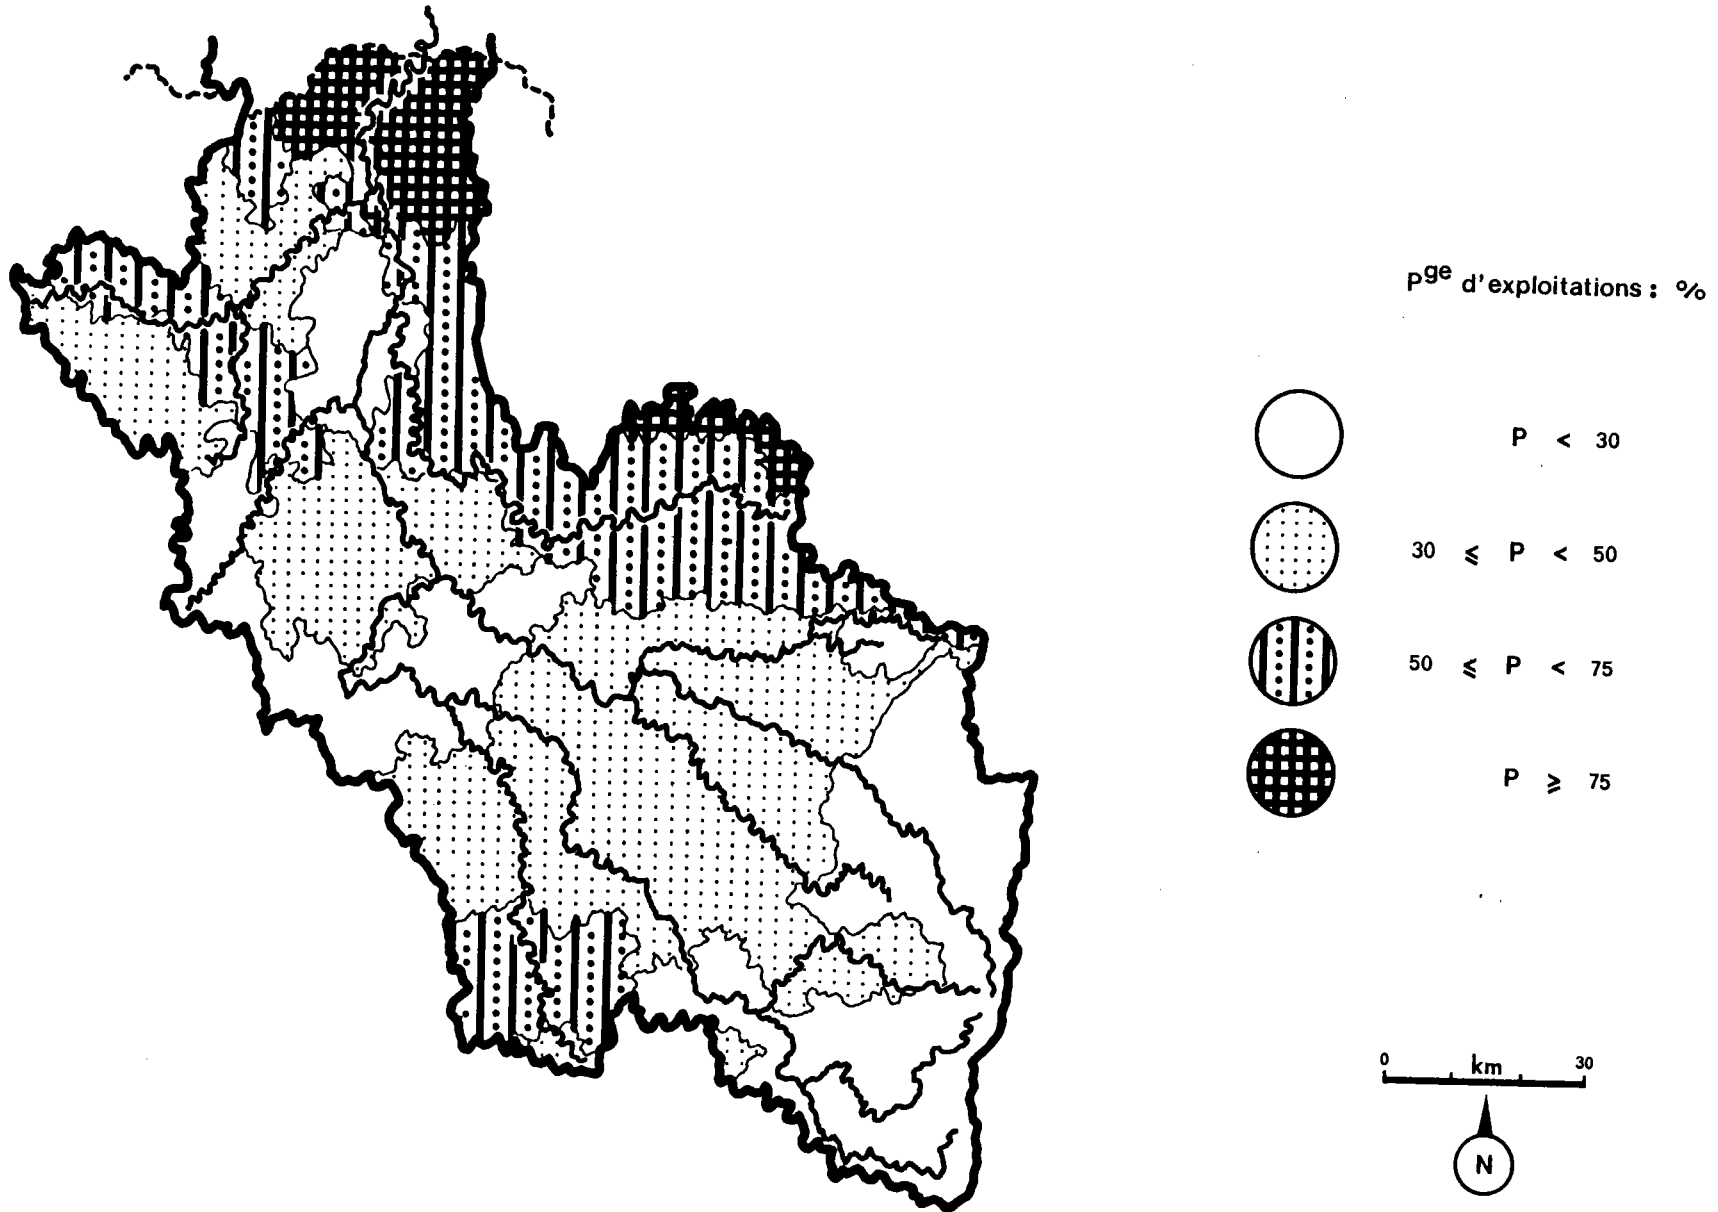 Pge d'exploitations : %
P < 30
30 ⩽ P < 50
50 ⩽ P < 75
P ⩾ 75
0 km 30
N